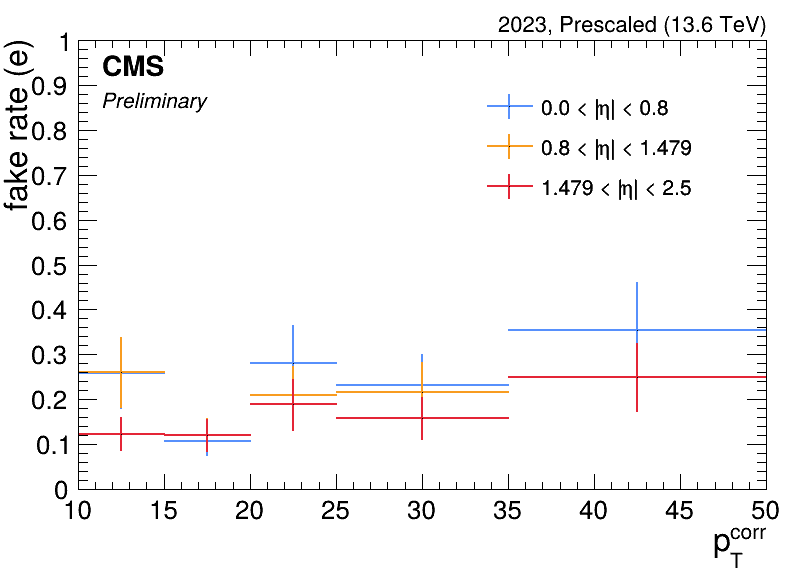 2023, Prescaled (13.6 TeV)
fake rate (e)
CMS
Preliminary
0.0 < |η| < 0.8
0.8 < |η| < 1.479
1.479 < |η| < 2.5
1
0.9
0.8
0.7
0.6
0.5
0.4
0.3
0.2
0.1
0
10 15 20 25 30 35 40 45 50
p_T^corr